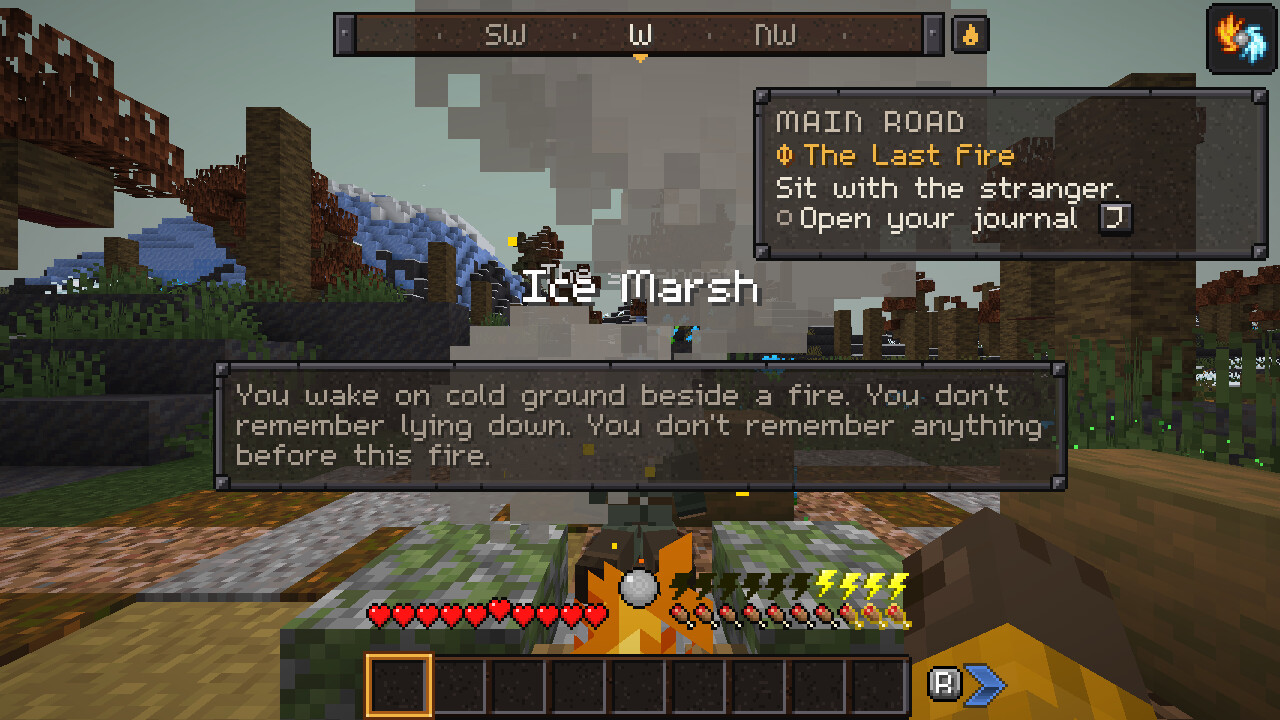 SW W NW
MAIN ROAD
The Last Fire
Sit with the stranger.
Open your journal J
Ice Marsh
You wake on cold ground beside a fire. You don't
remember lying down. You don't remember anything
before this fire.
R